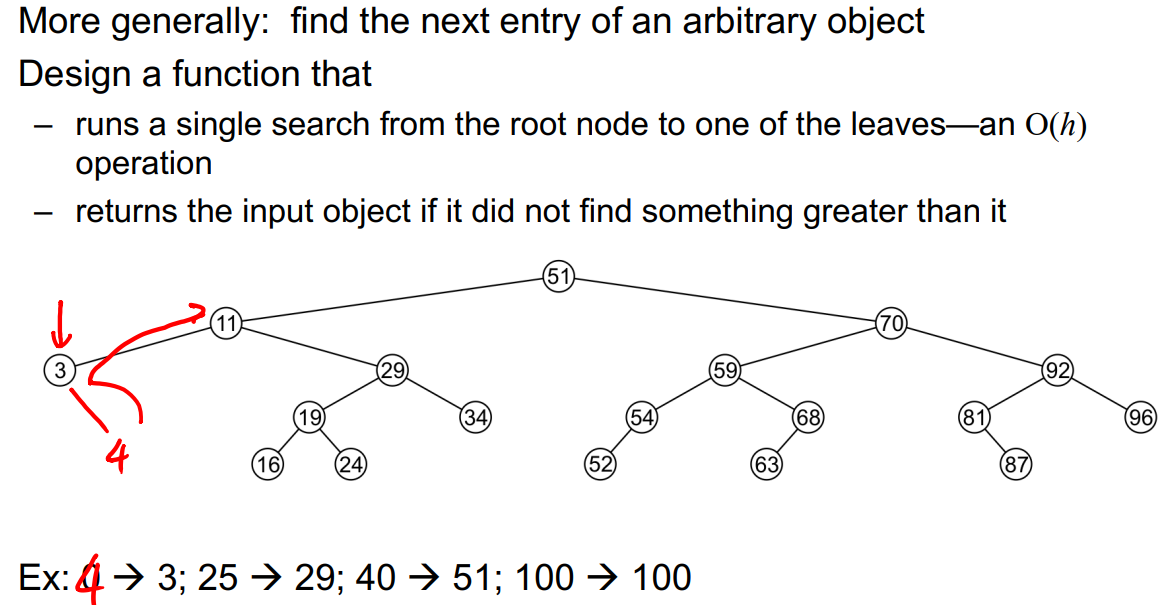 More generally: find the next entry of an arbitrary object
Design a function that
– runs a single search from the root node to one of the leaves—an O(h)
operation
– returns the input object if it did not find something greater than it
51
11 70
3 29 59 92
19 34 54 68 81 96
16 24 52 63 87
4
Ex: 4 → 3; 25 → 29; 40 → 51; 100 → 100